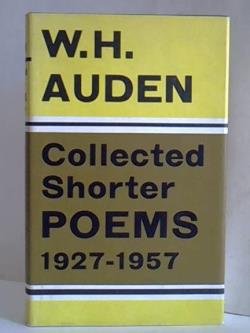 W.H.
AUDEN
Collected
Shorter
POEMS
1927-1957